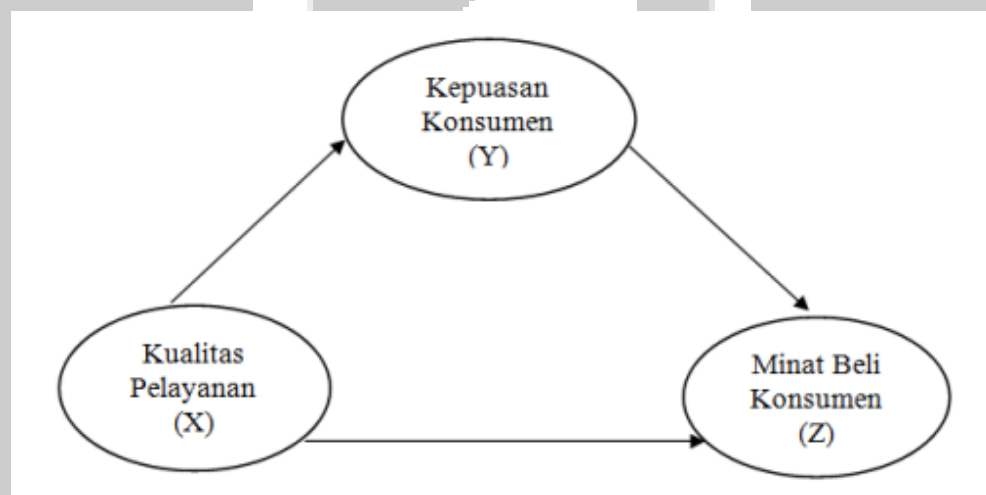 Kepuasan
Konsumen
(Y)
Kualitas
Pelayanan
(X)
Minat Beli
Konsumen
(Z)